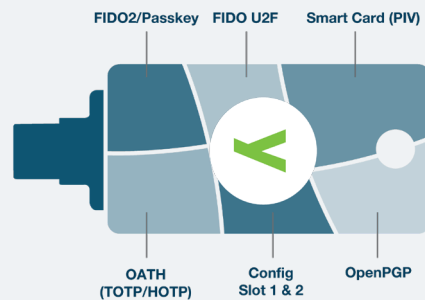 FIDO2/Passkey
FIDO U2F
Smart Card (PIV)
Y
OATH
(TOTP/HOTP)
Config
Slot 1 & 2
OpenPGP